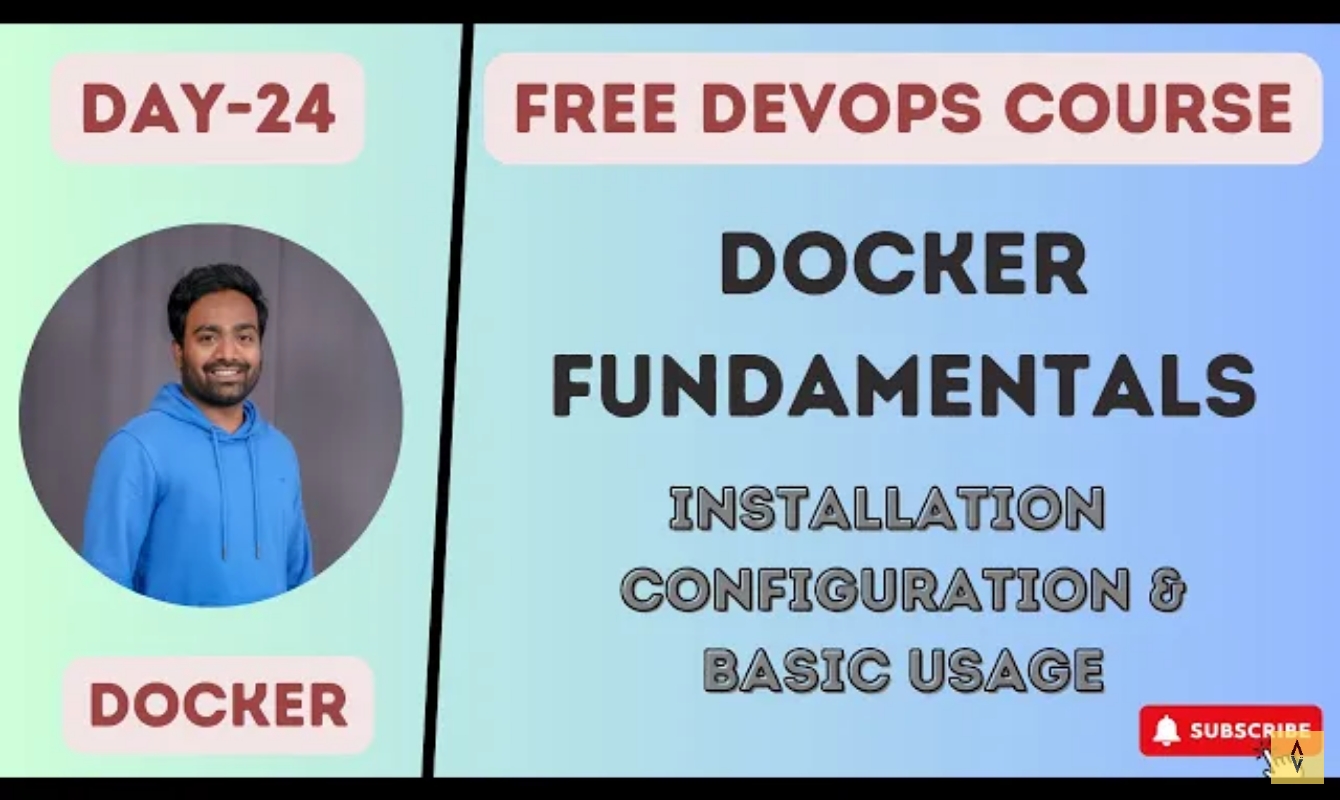 DAY-24
FREE DEVOPS COURSE
DOCKER
FUNDAMENTALS
INSTALLATION
CONFIGURATION &
BASIC USAGE
DOCKER
SUBSCRIBE